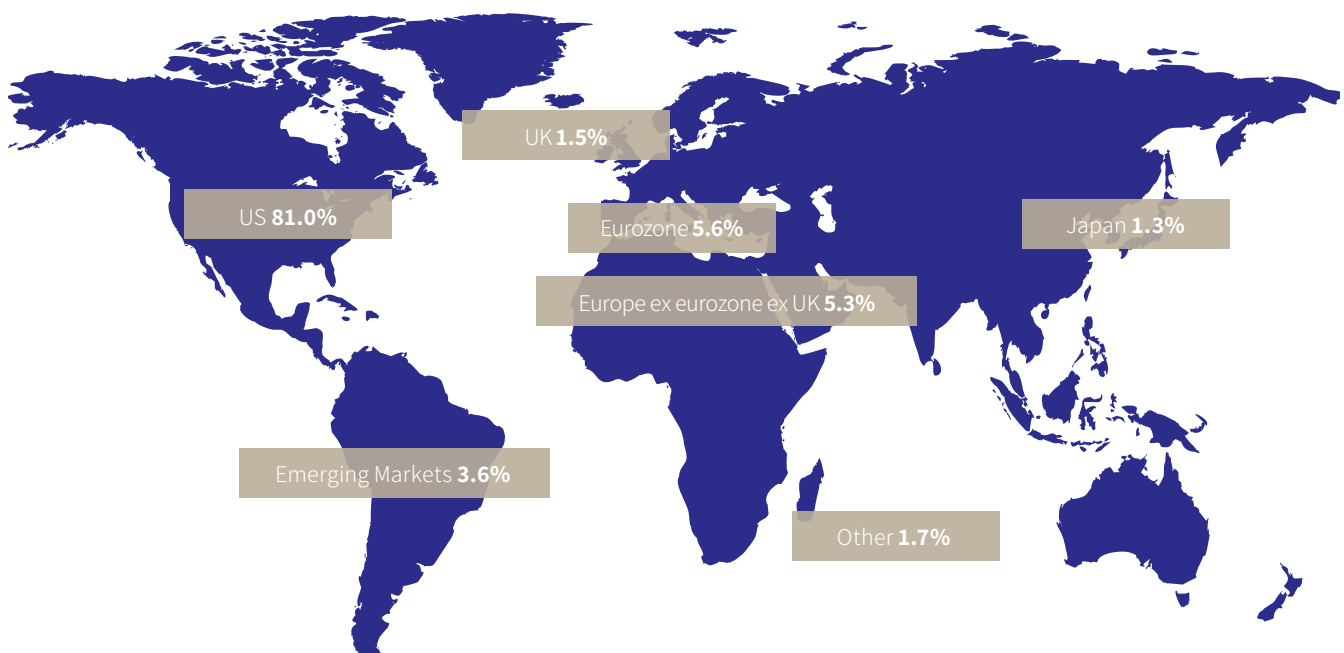 UK 1.5%
US 81.0%
Eurozone 5.6%
Japan 1.3%
Europe ex eurozone ex UK 5.3%
Emerging Markets 3.6%
Other 1.7%